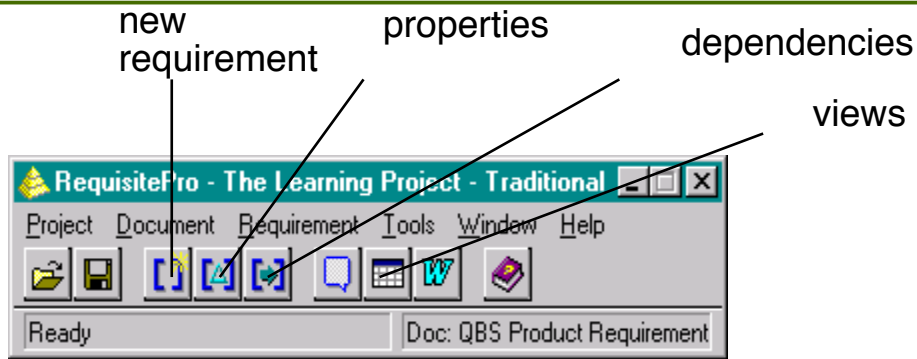 new
requirement
properties
dependencies
views
RequisitePro - The Learning Project - Traditional
Project Document Requirement Tools Window Help
Ready
Doc: QBS Product Requirement